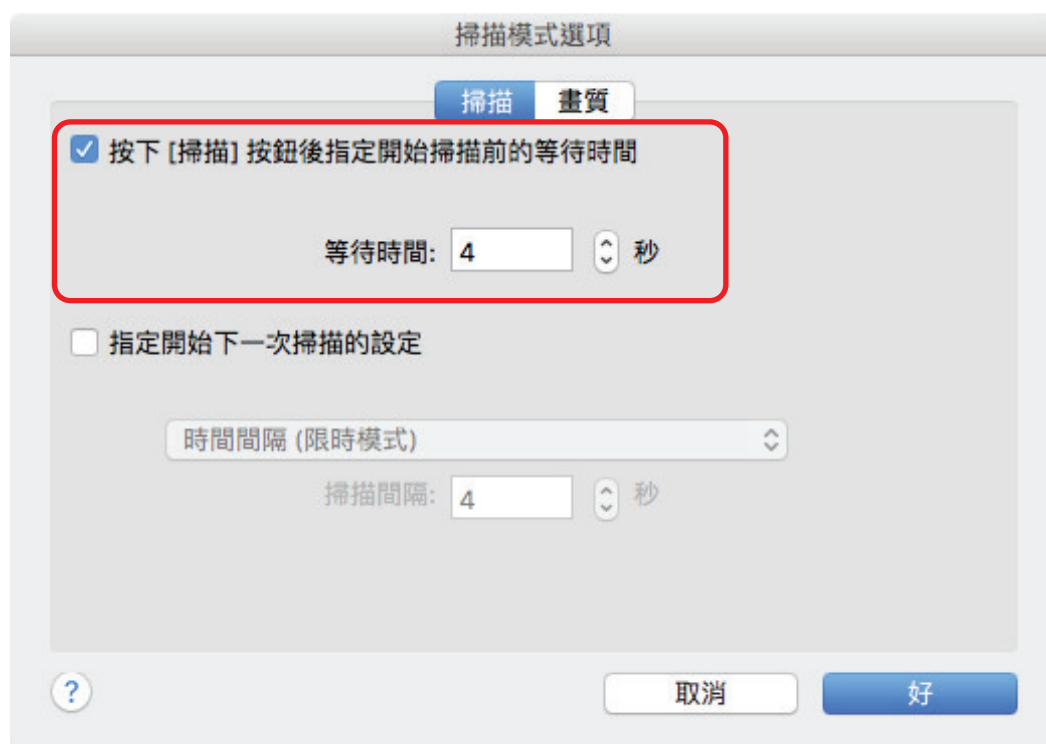 掃描模式選項
掃描 畫質
按下 [掃描] 按鈕後指定開始掃描前的等待時間
等待時間: 4 秒
指定開始下一次掃描的設定
時間間隔 (限時模式)
掃描間隔: 4 秒
? 取消 好